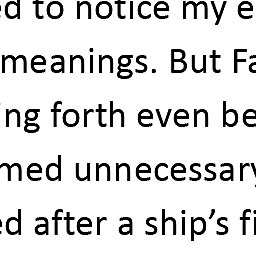 ed to notice my e
meanings. But Fa
ing forth even be
med unnecessary
ed after a ship’s fi